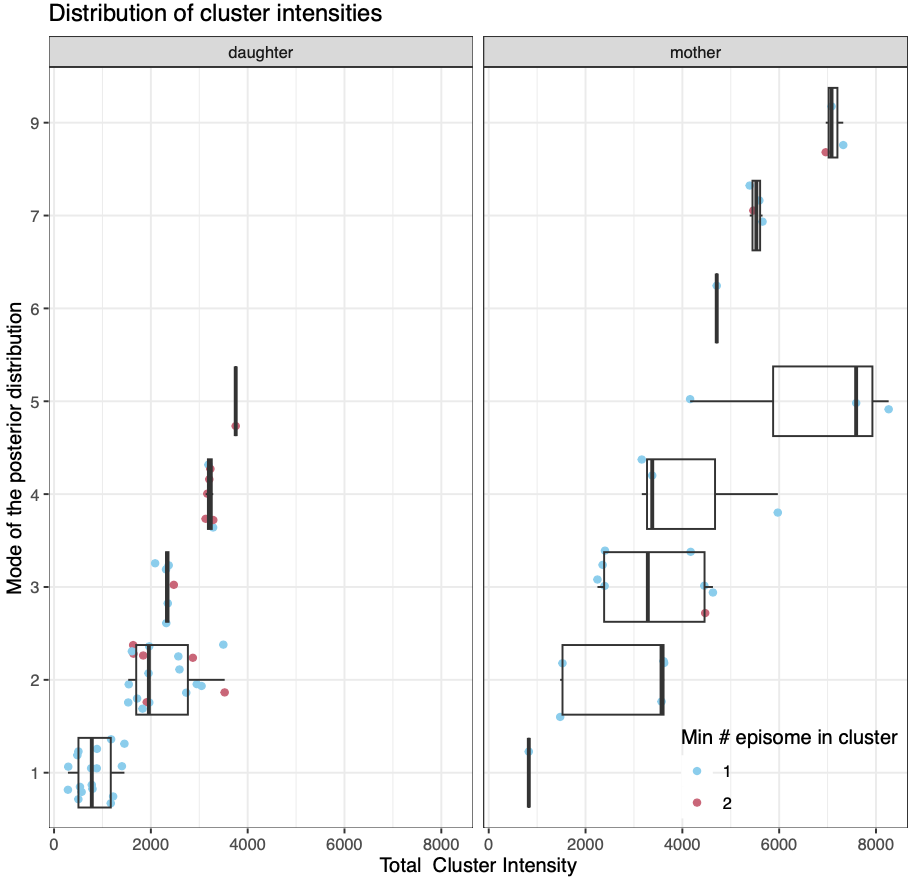 Distribution of cluster intensities
daughter
mother
Mode of the posterior distribution
9
7
6
5
4
3
2
1
Min # episome in cluster
1
2
0 2000 4000 6000 8000
0 2000 4000 6000 8000
Total  Cluster Intensity